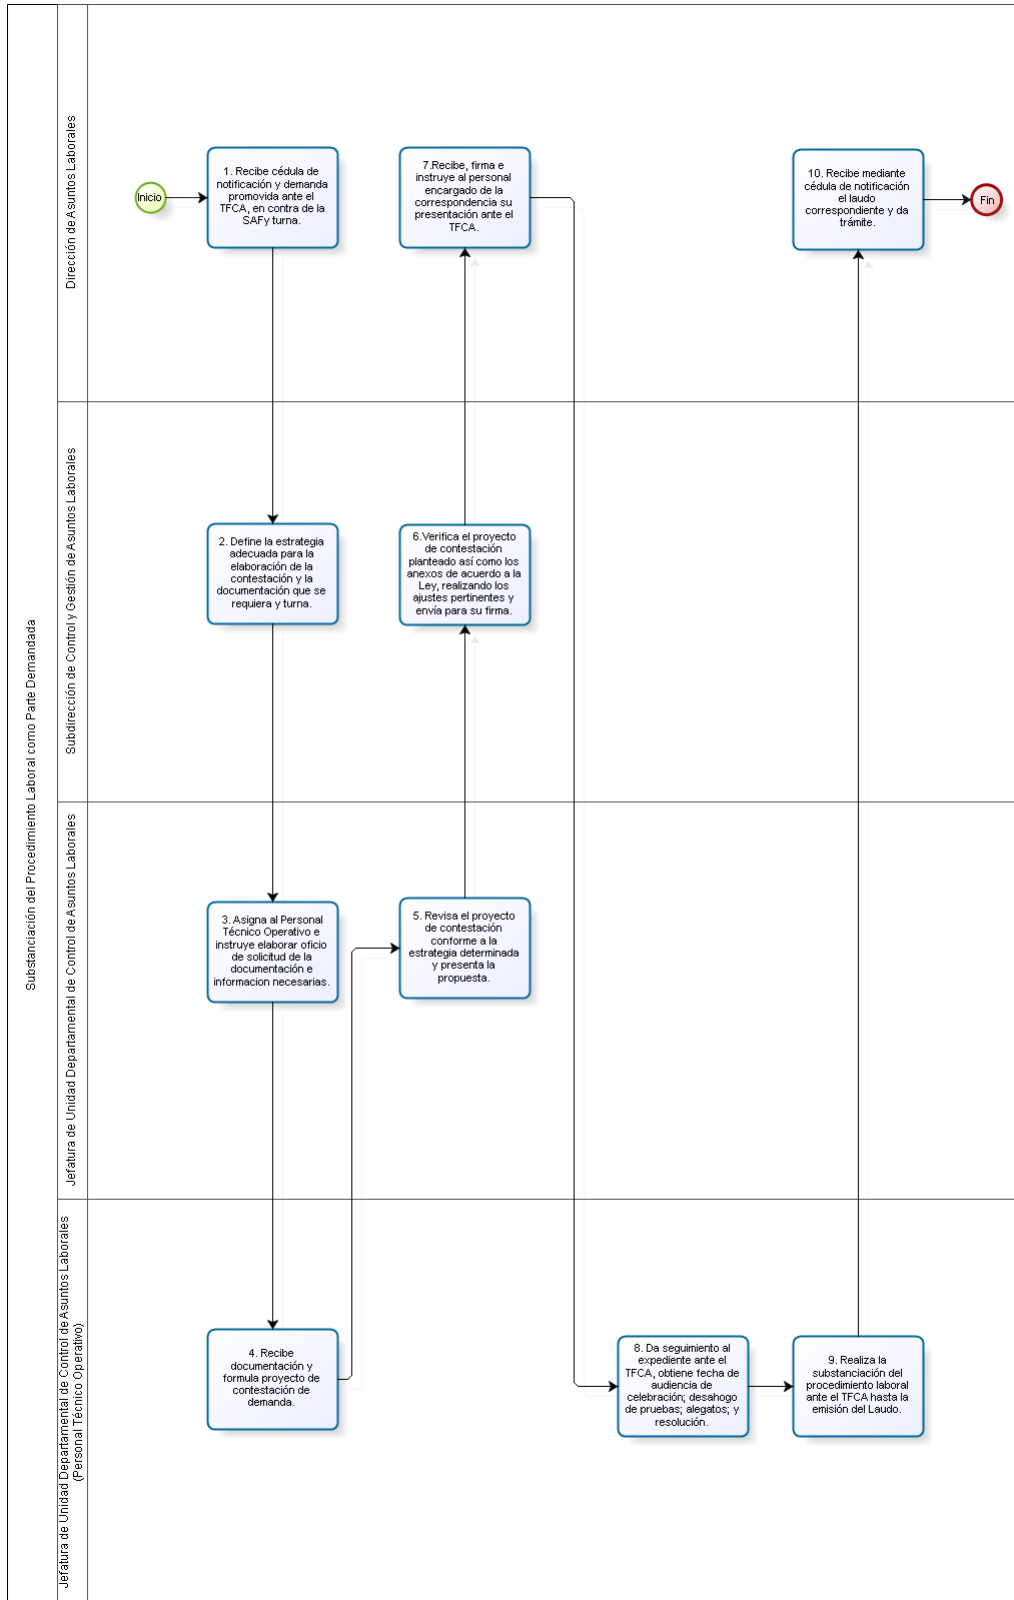 Substanciación del Procedimiento Laboral como Parte Demandada
Dirección de Asuntos Laborales
Inicio
1. Recibe cédula de
notificación y demanda
promovida ante el
TFCA, en contra de la
SAFy turna.
7.Recibe, firma e
instruye al personal
encargado de la
correspondencia su
presentación ante el
TFCA.
10. Recibe mediante
cédula de notificación
el laudo
correspondiente y da
trámite.
Fin
Subdirección de Control y Gestión de Asuntos Laborales
2. Define la estrategia
adecuada para la
elaboración de la
contestación y la
documentación que se
requiera y turna.
6.Verifica el proyecto
de contestación
planteado así como los
anexos de acuerdo a la
Ley, realizando los
ajustes pertinentes y
envía para su firma.
Jefatura de Unidad Departamental de Control de Asuntos Laborales
3. Asigna al Personal
Técnico Operativo e
instruye elaborar oficio
de solicitud de la
documentación e
informacion necesarias.
5. Revisa el proyecto
de contestación
conforme a la
estrategia determinada
y presenta la
propuesta.
Jefatura de Unidad Departamental de Control de Asuntos Laborales
(Personal Técnico Operativo)
4. Recibe
documentación y
formula proyecto de
contestación de
demanda.
8. Da seguimiento al
expediente ante el
TFCA, obtiene fecha de
audiencia de
celebración; desahogo
de pruebas; alegatos; y
resolución.
9. Realiza la
substanciación del
procedimiento laboral
ante el TFCA hasta la
emisión del Laudo.